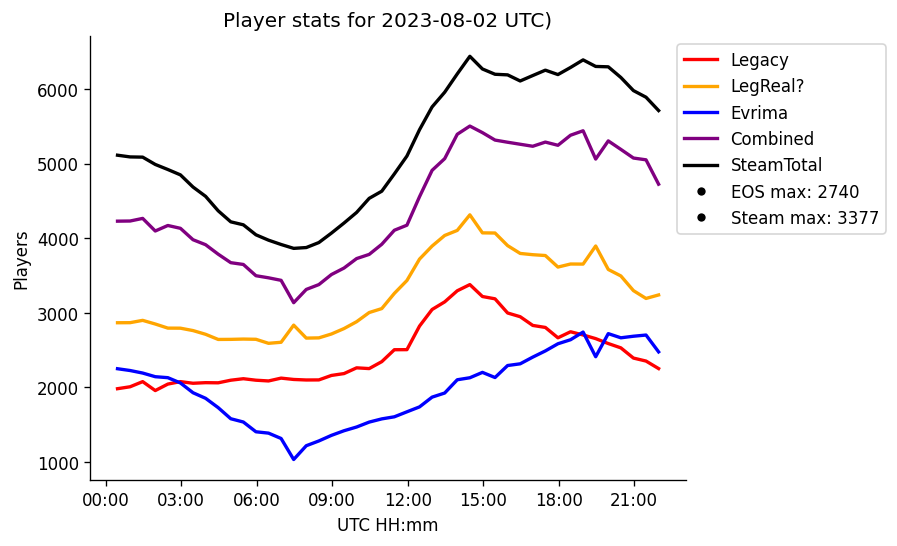 Player stats for 2023-08-02 UTC)
Legacy
LegReal?
Evrima
Combined
SteamTotal
EOS max: 2740
Steam max: 3377
Players
6000
5000
4000
3000
2000
1000
00:00 03:00 06:00 09:00 12:00 15:00 18:00 21:00
UTC HH:mm